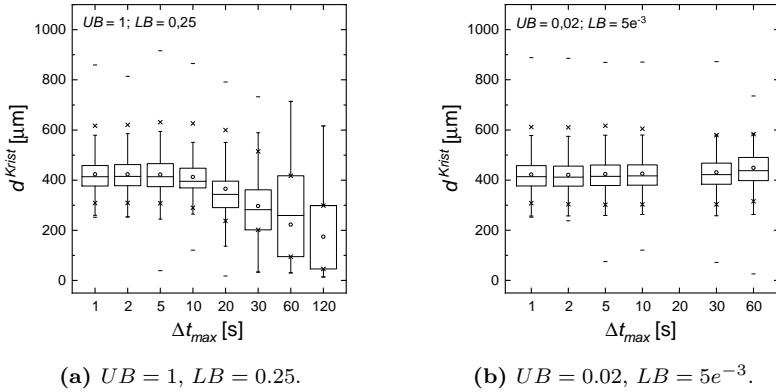 UB = 1; LB = 0,25
1000
800
600
400
200
0
d^Krist [µm]
1 2 5 10 20 30 60 120
Δt_max [s]
(a) UB = 1, LB = 0.25.
UB = 0,02; LB = 5e^-3
1000
800
600
400
200
0
d^Krist [µm]
1 2 5 10 20 30 60
Δt_max [s]
(b) UB = 0.02, LB = 5e^−3.